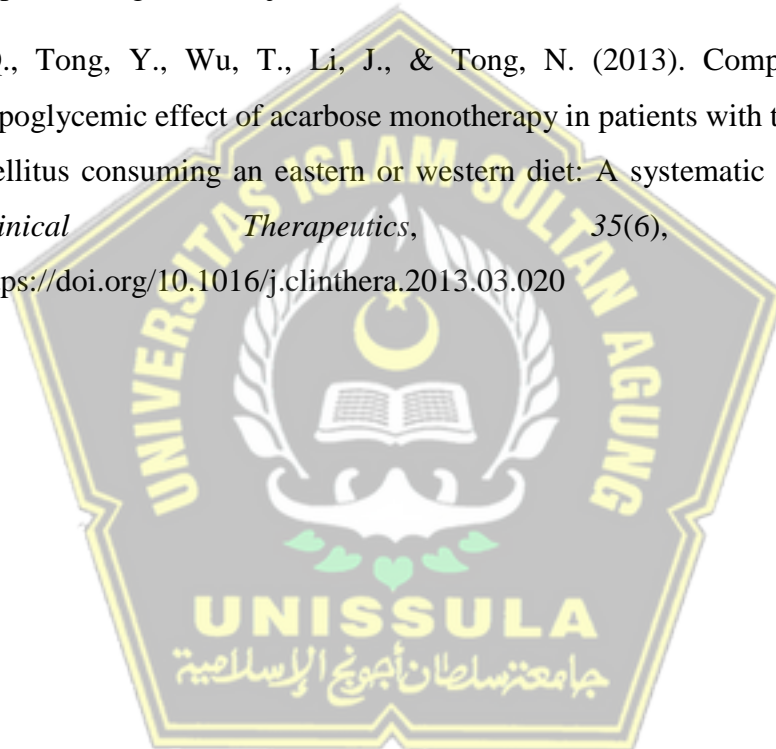 Q., Tong, Y., Wu, T., Li, J., & Tong, N. (2013). Comp
poglycemic effect of acarbose monotherapy in patients with t
ellitus consuming an eastern or western diet: A systematic
inical Therapeutics, 35(6),
ps://doi.org/10.1016/j.clinthera.2013.03.020
UNIVERSITAS ISLAM SULTAN AGUNG
UNISSULA
جامعة سلطان أجونج الإسلامية